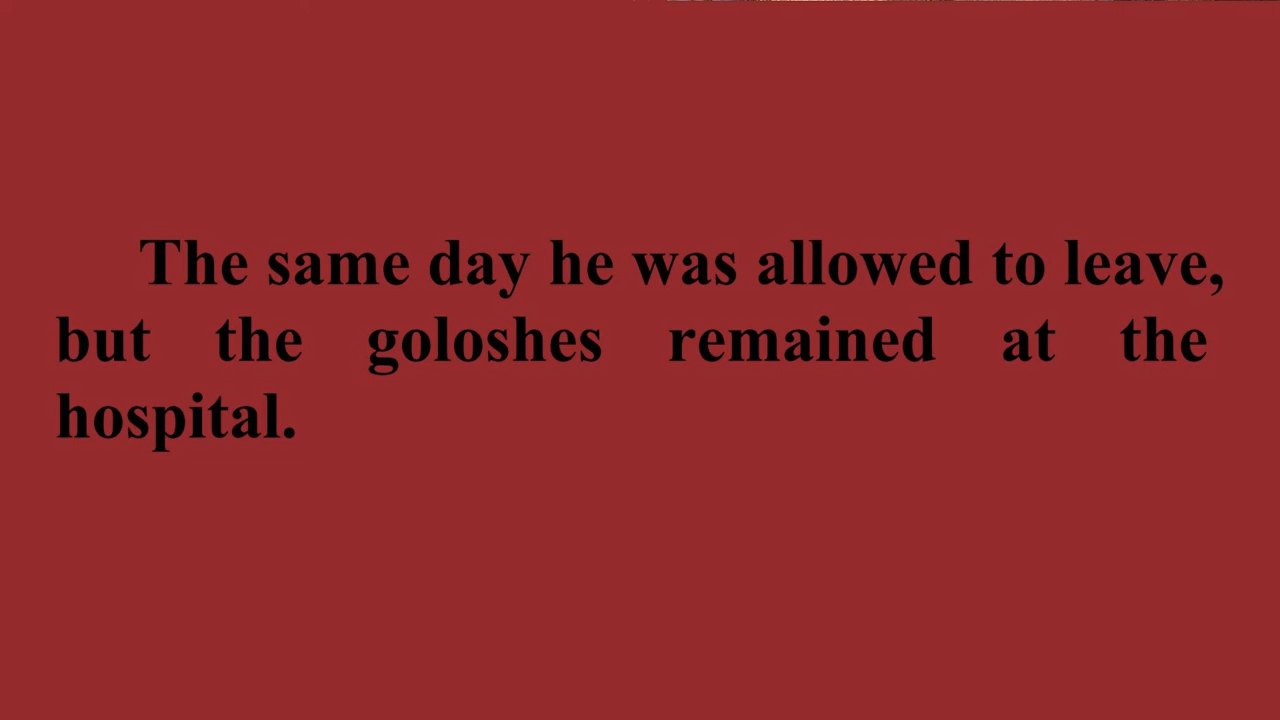 The same day he was allowed to leave,
but the goloshes remained at the
hospital.